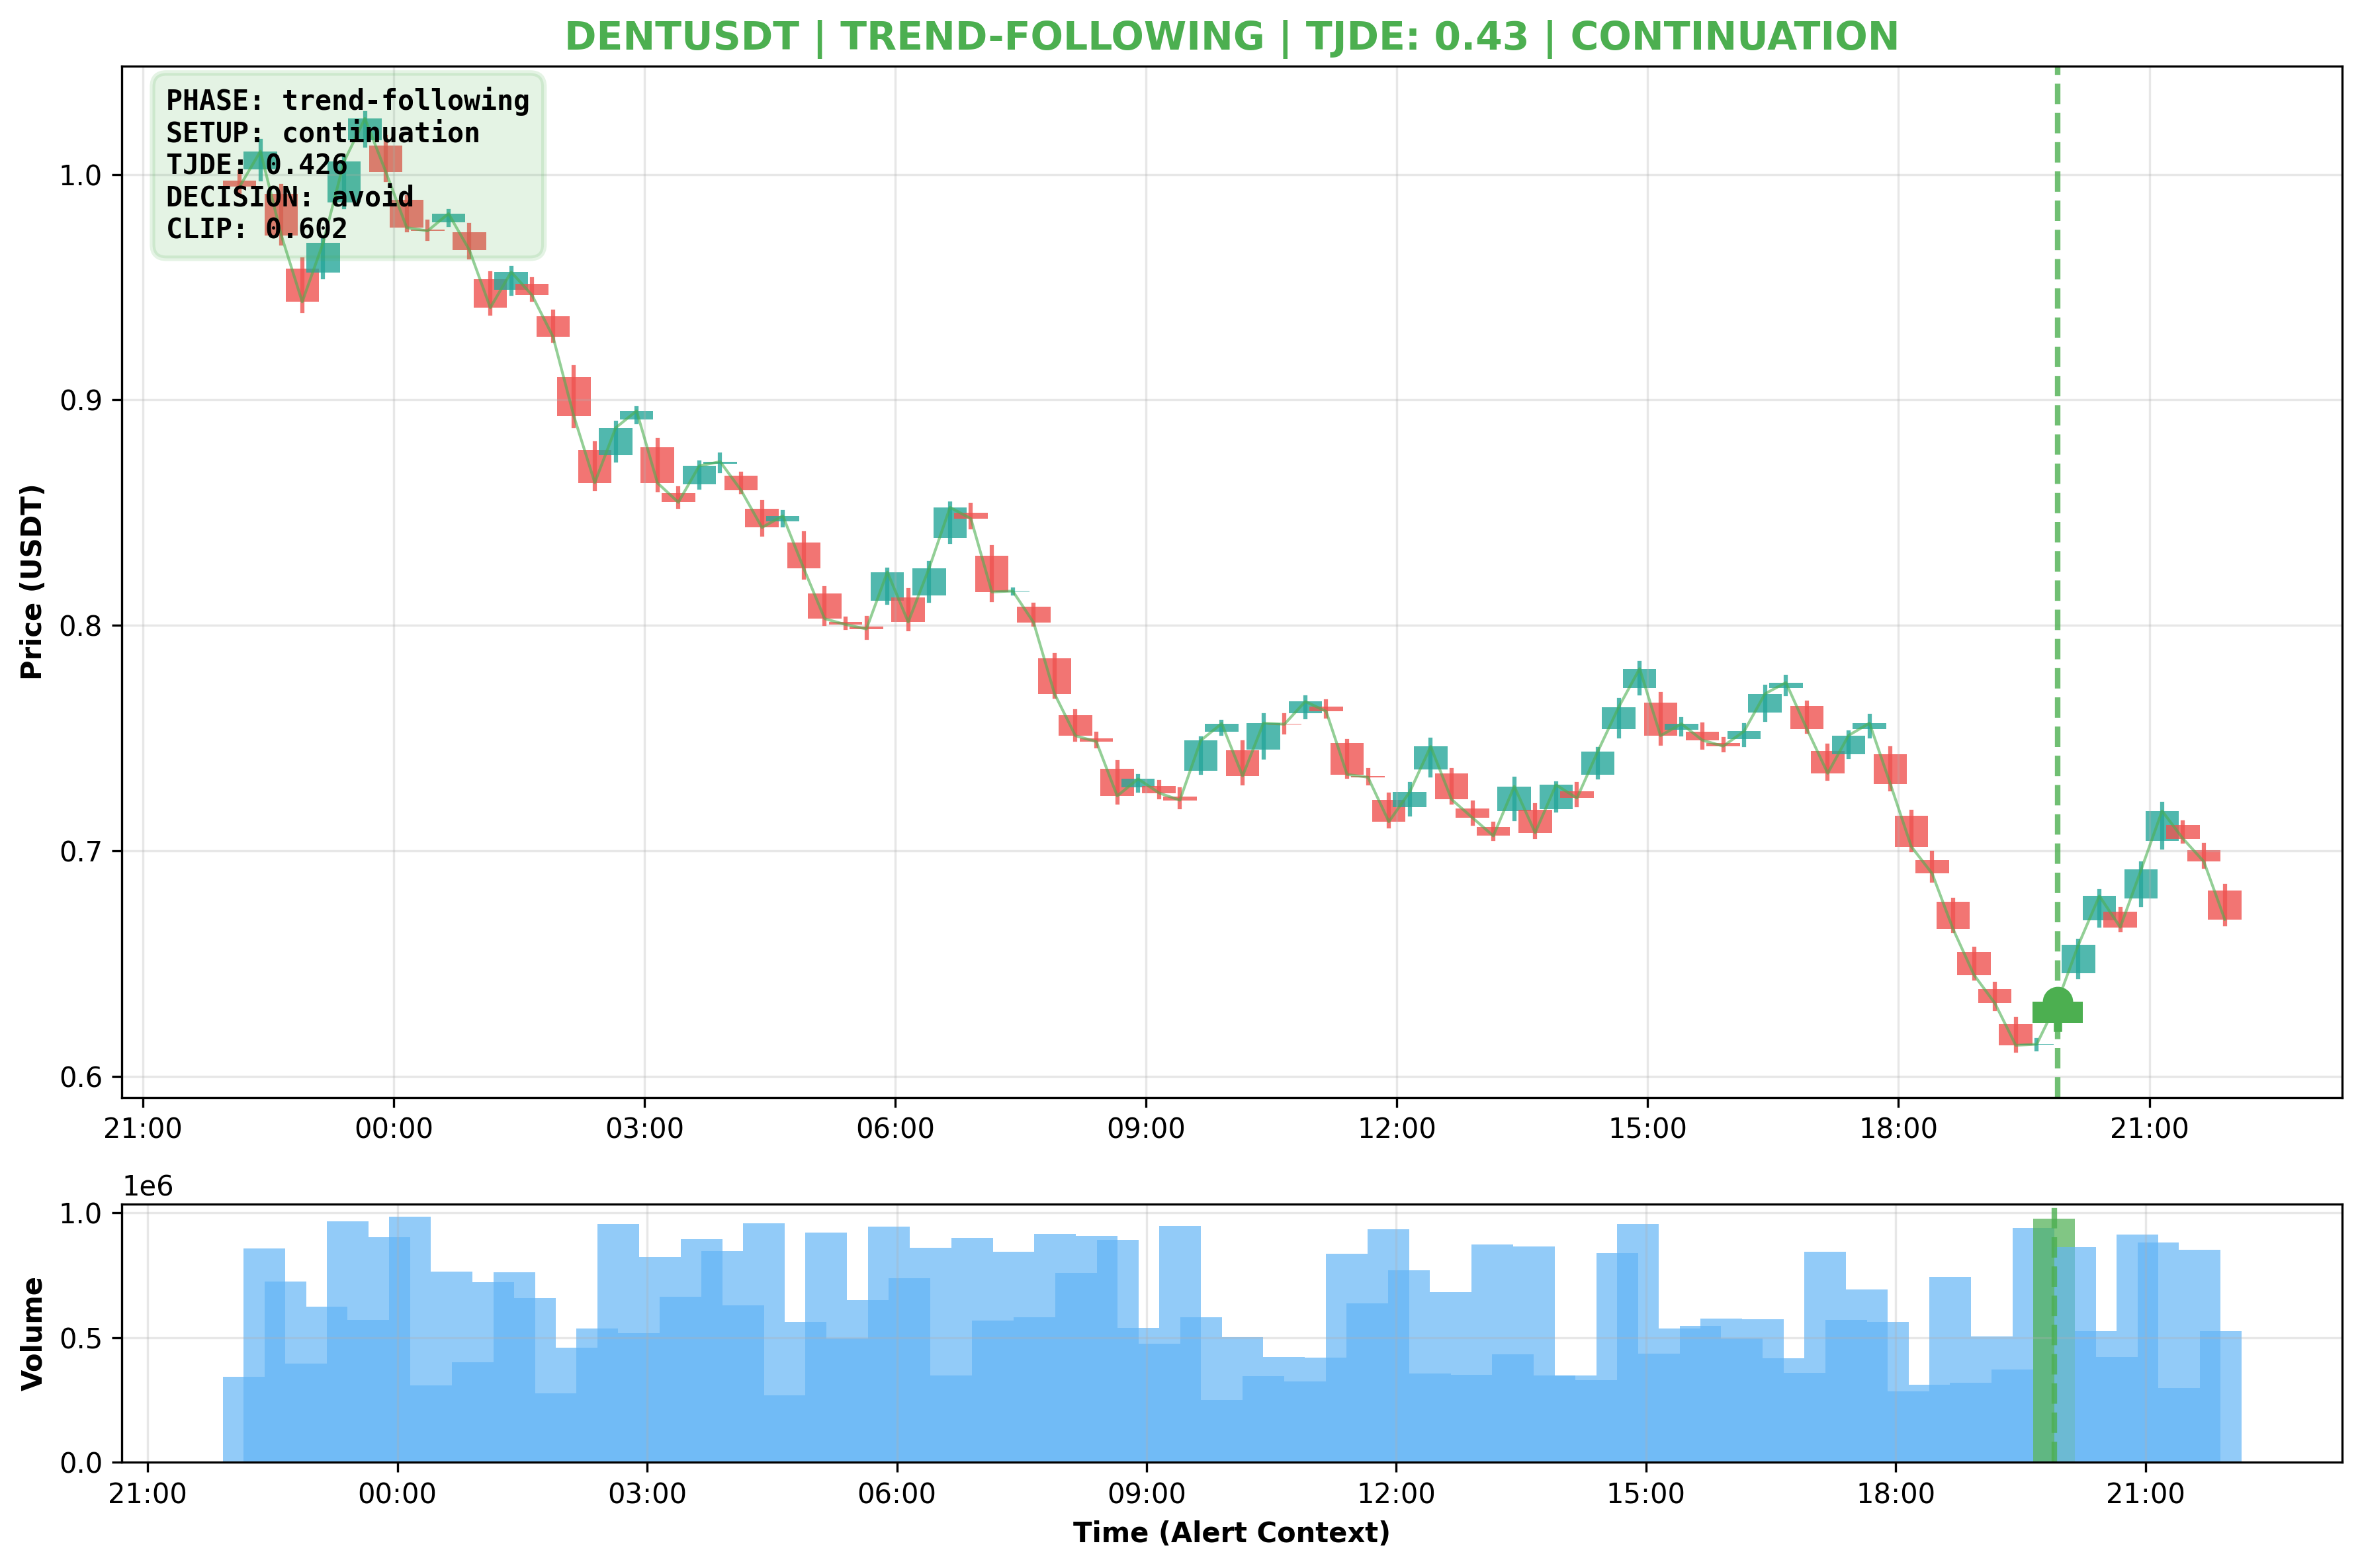 DENTUSDT | TREND-FOLLOWING | TJDE: 0.43 | CONTINUATION
PHASE: trend-following
SETUP: continuation
TJDE: 0.426
DECISION: avoid
CLIP: 0.602
Price (USDT)
1.0
0.9
0.8
0.7
0.6
21:00 00:00 03:00 06:00 09:00 12:00 15:00 18:00 21:00
1e6
Volume
1.0
0.5
0.0
21:00 00:00 03:00 06:00 09:00 12:00 15:00 18:00 21:00
Time (Alert Context)